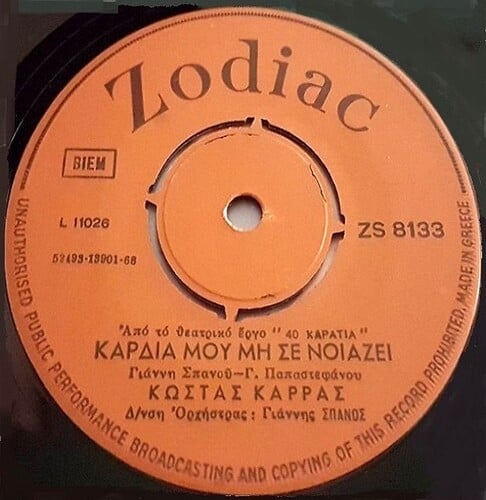 Zodiac
BIEM
L 11026
ZS 8133
52493-13901-68
Ἀπό τό θεατρικό ἔργο " 40 ΚΑΡΑΤΙΑ "
ΚΑΡΔΙΑ ΜΟΥ ΜΗ ΣΕ ΝΟΙΑΖΕΙ
Γιάννη Σπανοῦ–Γ. Παπαστεφάνου
ΚΩΣΤΑΣ ΚΑΡΡΑΣ
Δ/νση Ὀρχήστρας : Γιάννης ΣΠΑΝΟΣ
UNAUTHORISED PUBLIC PERFORMANCE BROADCASTING AND COPYING OF THIS RECORD PROHIBITED. MADE IN GREECE